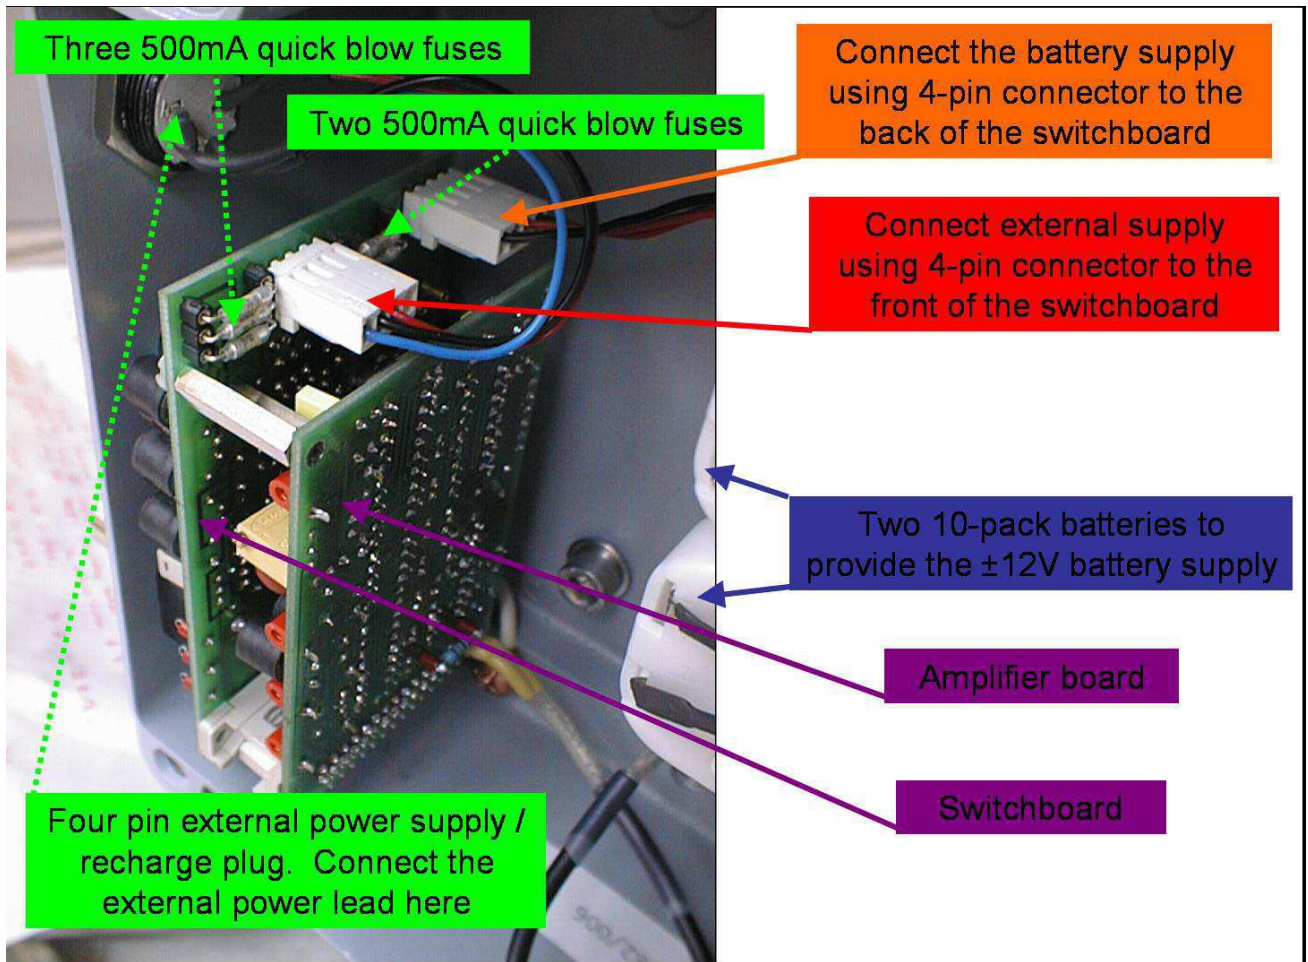 Three 500mA quick blow fuses
Two 500mA quick blow fuses
Connect the battery supply
using 4-pin connector to the
back of the switchboard
Connect external supply
using 4-pin connector to the
front of the switchboard
Two 10-pack batteries to
provide the ±12V battery supply
Amplifier board
Switchboard
Four pin external power supply /
recharge plug.  Connect the
external power lead here